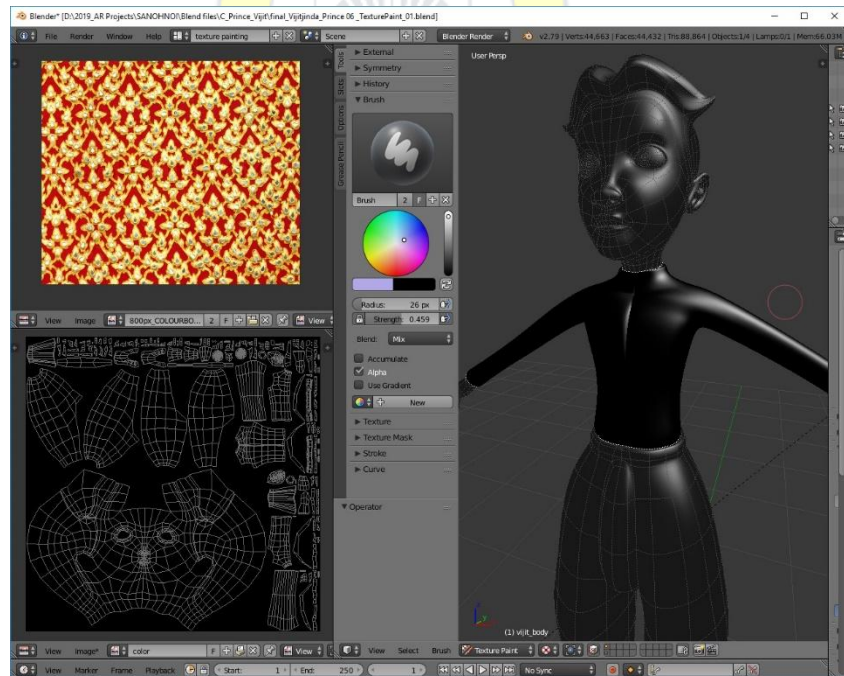 Blender* [D:\2019_AR Projects\SANOHNOI\Blend files\C_Prince_Vijit\final_Vijitjinda_Prince 06 _TexturePaint_01.blend]
File Render Window Help texture painting Scene Blender Render v2.79 | Verts:44,663 | Faces:44,432 | Tris:88,864 | Objects:1/4 | Lamps:0/1 | Mem:66.03M
Tools
Slots
Options
Grease Pencil
External
Symmetry
History
Brush
Brush 2 F
Radius: 26 px
Strength: 0.459
Blend: Mix
Accumulate
Alpha
Use Gradient
New
Texture
Texture Mask
Stroke
Curve
Operator
User Persp
(1) vijit_body
View Image 800px_COLOURBO... 2 F View
View Image* color F View
View Select Brush Texture Paint
View Marker Frame Playback Start: 1 End: 250 1 No Sync